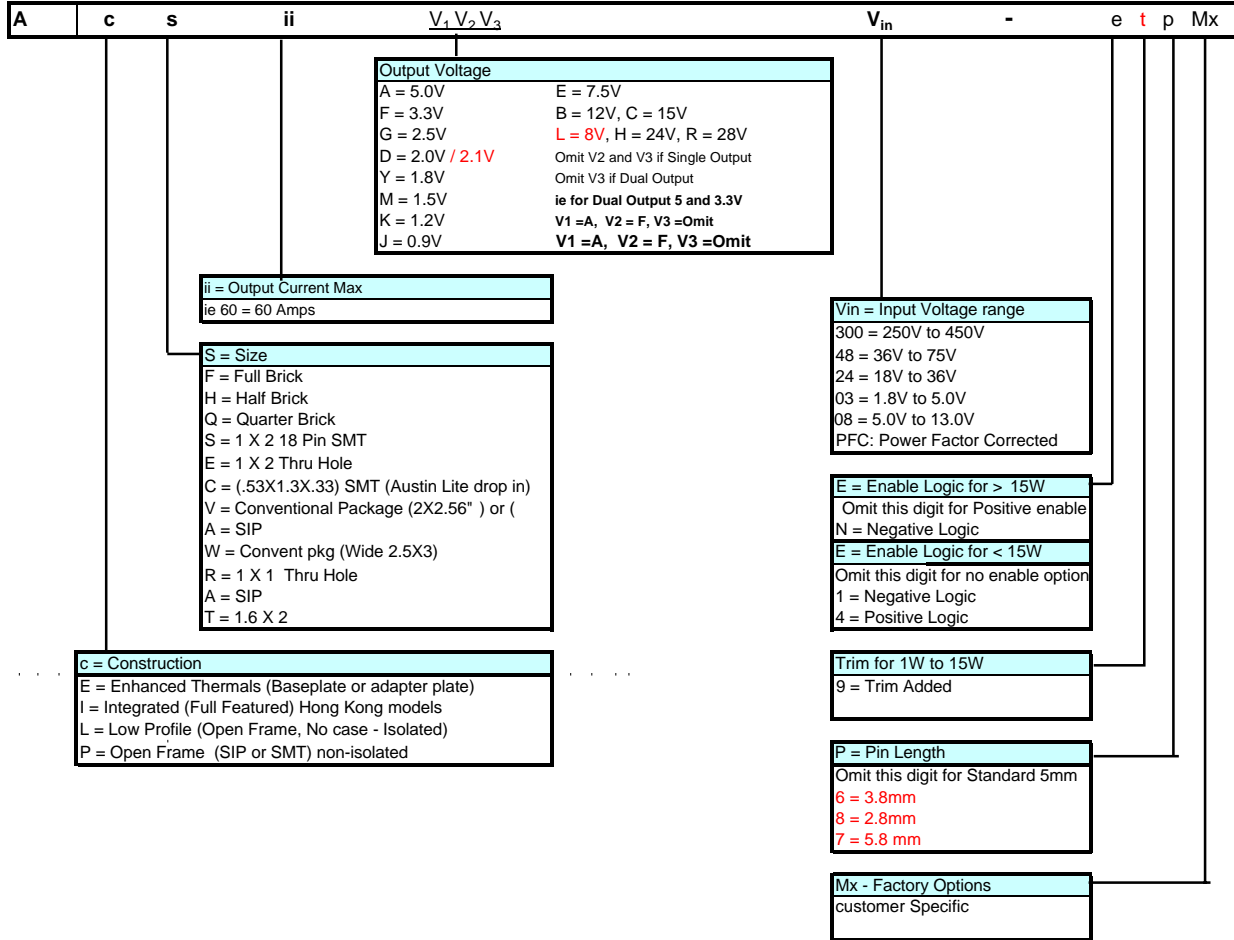 A c s ii V1 V2 V3 Vin - e t p Mx
Output Voltage
A = 5.0V E = 7.5V
F = 3.3V B = 12V, C = 15V
G = 2.5V L = 8V, H = 24V, R = 28V
D = 2.0V / 2.1V Omit V2 and V3 if Single Output
Y = 1.8V Omit V3 if Dual Output
M = 1.5V ie for Dual Output 5 and 3.3V
K = 1.2V V1 =A, V2 = F, V3 =Omit
J = 0.9V V1 =A, V2 = F, V3 =Omit
ii = Output Current Max
ie 60 = 60 Amps
S = Size
F = Full Brick
H = Half Brick
Q = Quarter Brick
S = 1 X 2 18 Pin SMT
E = 1 X 2 Thru Hole
C = (.53X1.3X.33) SMT (Austin Lite drop in)
V = Conventional Package (2X2.56" ) or (
A = SIP
W = Convent pkg (Wide 2.5X3)
R = 1 X 1 Thru Hole
A = SIP
T = 1.6 X 2
c = Construction
E = Enhanced Thermals (Baseplate or adapter plate)
I = Integrated (Full Featured) Hong Kong models
L = Low Profile (Open Frame, No case - Isolated)
P = Open Frame (SIP or SMT) non-isolated
Vin = Input Voltage range
300 = 250V to 450V
48 = 36V to 75V
24 = 18V to 36V
03 = 1.8V to 5.0V
08 = 5.0V to 13.0V
PFC: Power Factor Corrected
E = Enable Logic for > 15W
Omit this digit for Positive enable
N = Negative Logic
E = Enable Logic for < 15W
Omit this digit for no enable option
1 = Negative Logic
4 = Positive Logic
Trim for 1W to 15W
9 = Trim Added
P = Pin Length
Omit this digit for Standard 5mm
6 = 3.8mm
8 = 2.8mm
7 = 5.8 mm
Mx - Factory Options
customer Specific